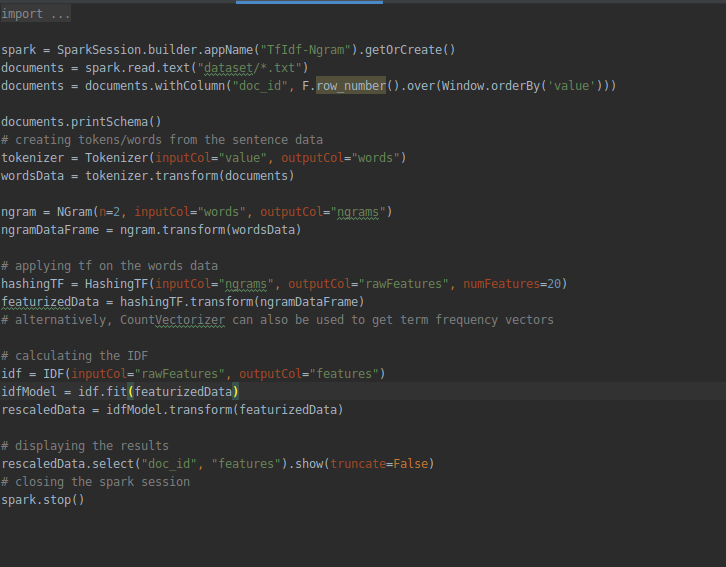 import ...
spark = SparkSession.builder.appName("TfIdf-Ngram").getOrCreate()
documents = spark.read.text("dataset/*.txt")
documents = documents.withColumn("doc_id", F.row_number().over(Window.orderBy('value')))
documents.printSchema()
# creating tokens/words from the sentence data
tokenizer = Tokenizer(inputCol="value", outputCol="words")
wordsData = tokenizer.transform(documents)
ngram = NGram(n=2, inputCol="words", outputCol="ngrams")
ngramDataFrame = ngram.transform(wordsData)
# applying tf on the words data
hashingTF = HashingTF(inputCol="ngrams", outputCol="rawFeatures", numFeatures=20)
featurizedData = hashingTF.transform(ngramDataFrame)
# alternatively, CountVectorizer can also be used to get term frequency vectors
# calculating the IDF
idf = IDF(inputCol="rawFeatures", outputCol="features")
idfModel = idf.fit(featurizedData)
rescaledData = idfModel.transform(featurizedData)
# displaying the results
rescaledData.select("doc_id", "features").show(truncate=False)
# closing the spark session
spark.stop()